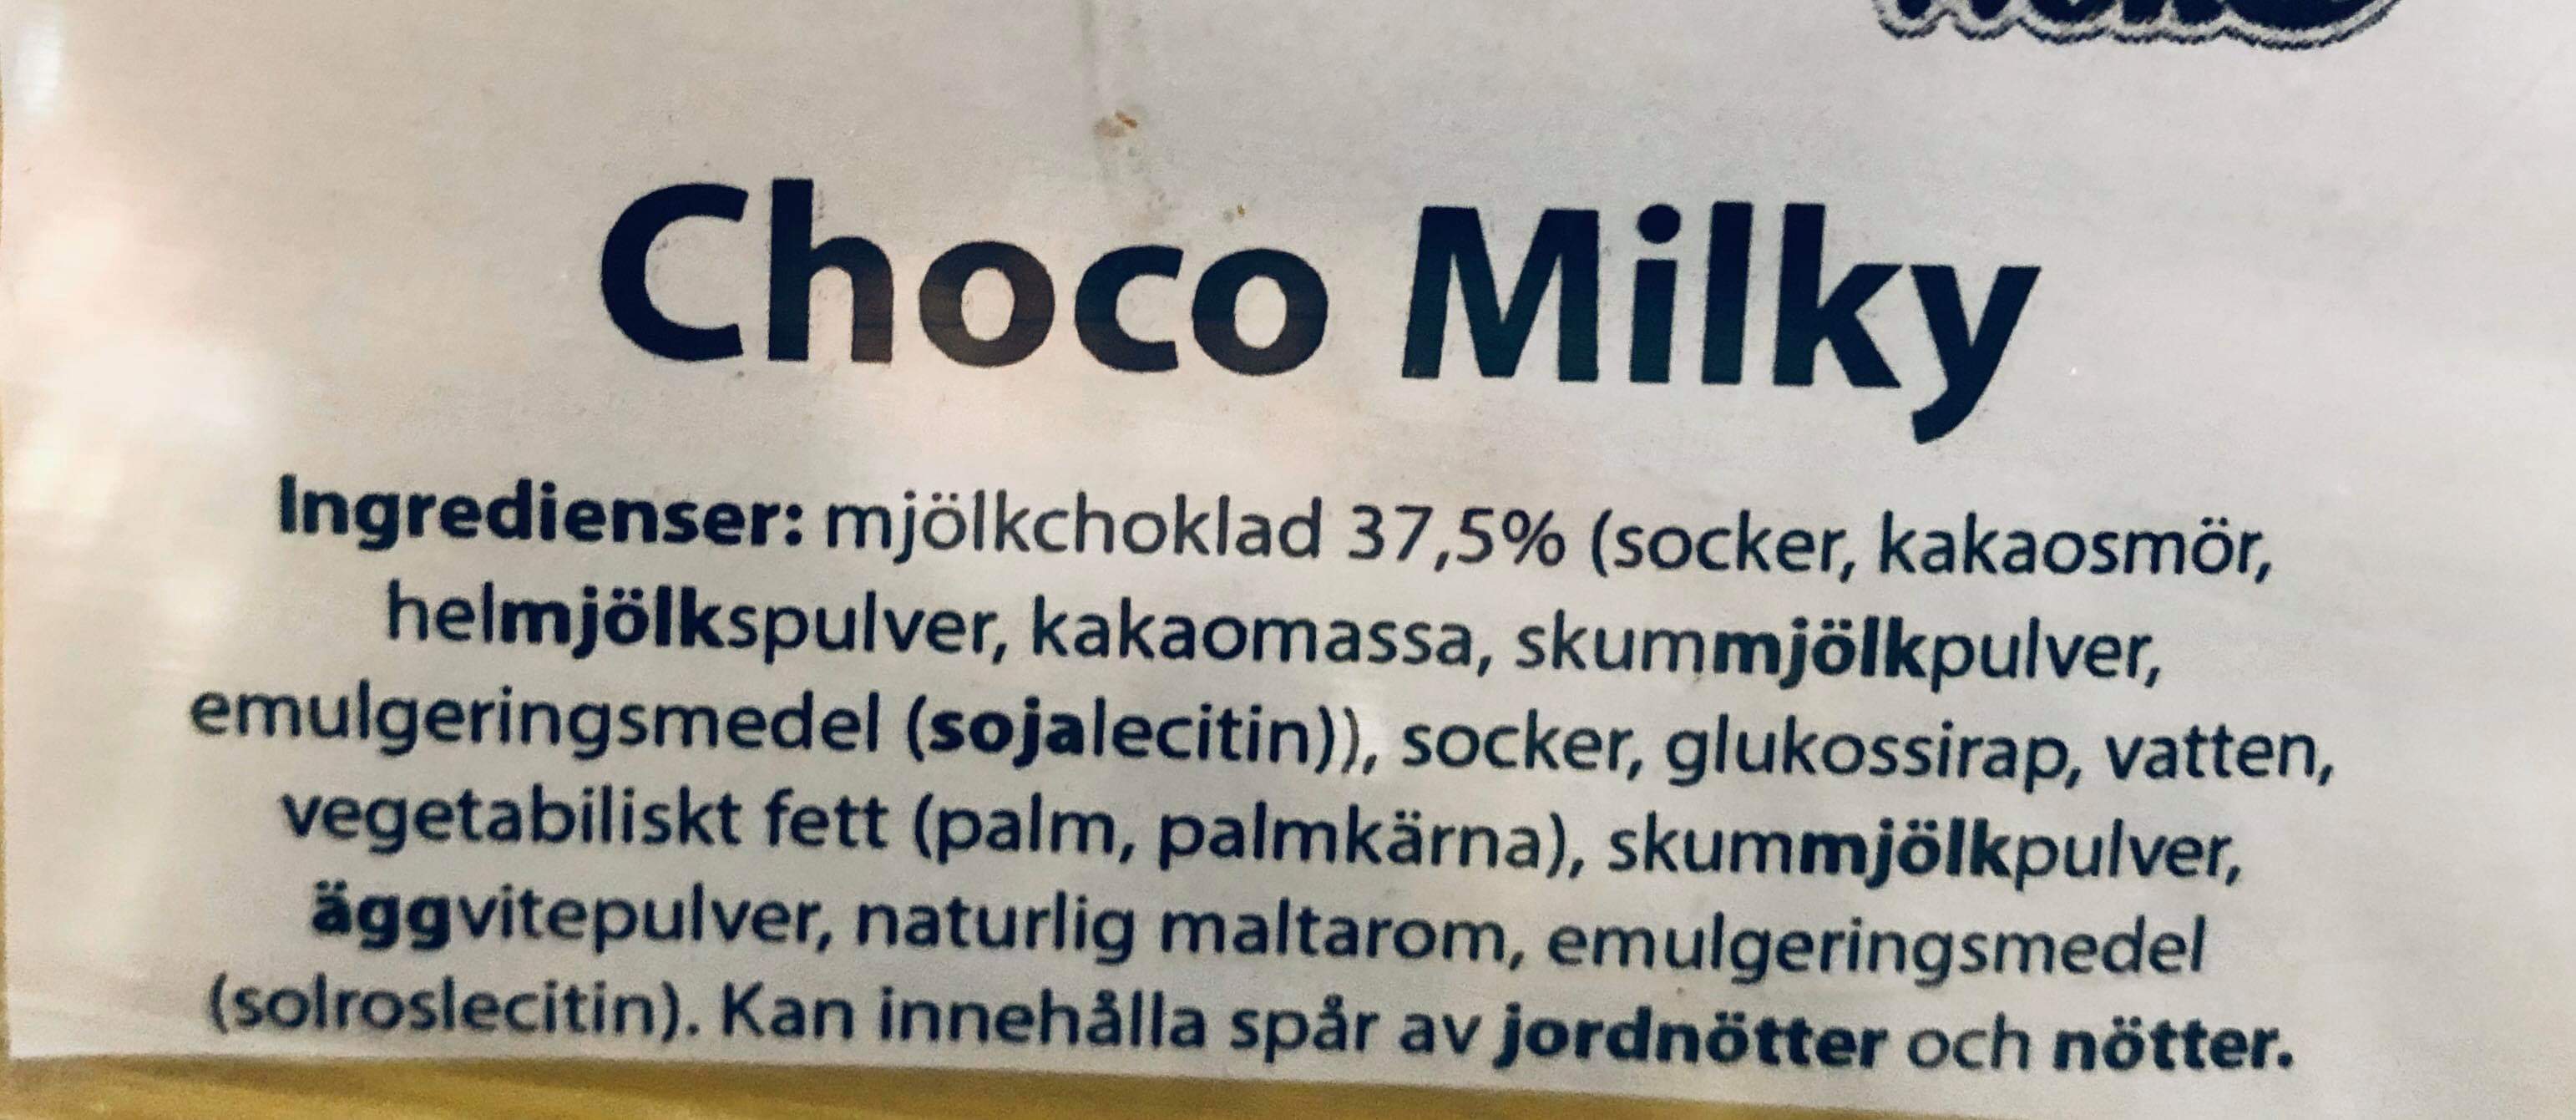 Choco Milky
Ingredienser: mjölkchoklad 37,5% (socker, kakaosmör,
helmjölkspulver, kakaomassa, skummjölkpulver,
emulgeringsmedel (sojalecitin)), socker, glukossirap, vatten,
vegetabiliskt fett (palm, palmkärna), skummjölkpulver,
äggvitepulver, naturlig maltarom, emulgeringsmedel
(solroslecitin). Kan innehålla spår av jordnötter och nötter.